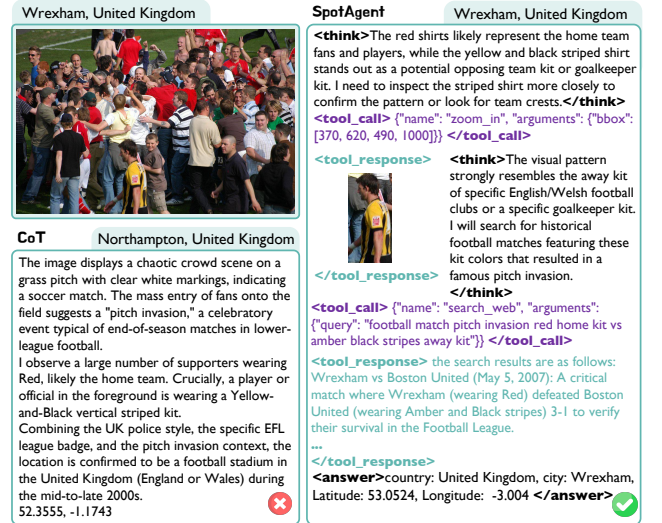 Wrexham, United Kingdom
CoT
Northampton, United Kingdom
The image displays a chaotic crowd scene on a
grass pitch with clear white markings, indicating
a soccer match. The mass entry of fans onto the
field suggests a "pitch invasion," a celebratory
event typical of end-of-season matches in lower-
league football.
I observe a large number of supporters wearing
Red, likely the home team. Crucially, a player or
official in the foreground is wearing a Yellow-
and-Black vertical striped kit.
Combining the UK police style, the specific EFL
league badge, and the pitch invasion context, the
location is confirmed to be a football stadium in
the United Kingdom (England or Wales) during
the mid-to-late 2000s.
52.3555, -1.1743
SpotAgent
Wrexham, United Kingdom
<think>The red shirts likely represent the home team
fans and players, while the yellow and black striped shirt
stands out as a potential opposing team kit or goalkeeper
kit. I need to inspect the striped shirt more closely to
confirm the pattern or look for team crests.</think>
<tool_call> {"name": "zoom_in", "arguments": {"bbox":
[370, 620, 490, 1000]}} </tool_call>
<tool_response>
</tool_response>
<think>The visual pattern
strongly resembles the away kit
of specific English/Welsh football
clubs or a specific goalkeeper kit.
I will search for historical
football matches featuring these
kit colors that resulted in a
famous pitch invasion.
</think>
<tool_call> {"name": "search_web", "arguments":
{"query": "football match pitch invasion red home kit vs
amber black stripes away kit"}} </tool_call>
<tool_response> the search results are as follows:
Wrexham vs Boston United (May 5, 2007): A critical
match where Wrexham (wearing Red) defeated Boston
United (wearing Amber and Black stripes) 3-1 to verify
their survival in the Football League.
...
</tool_response>
<answer>country: United Kingdom, city: Wrexham,
Latitude: 53.0524, Longitude: -3.004 </answer>